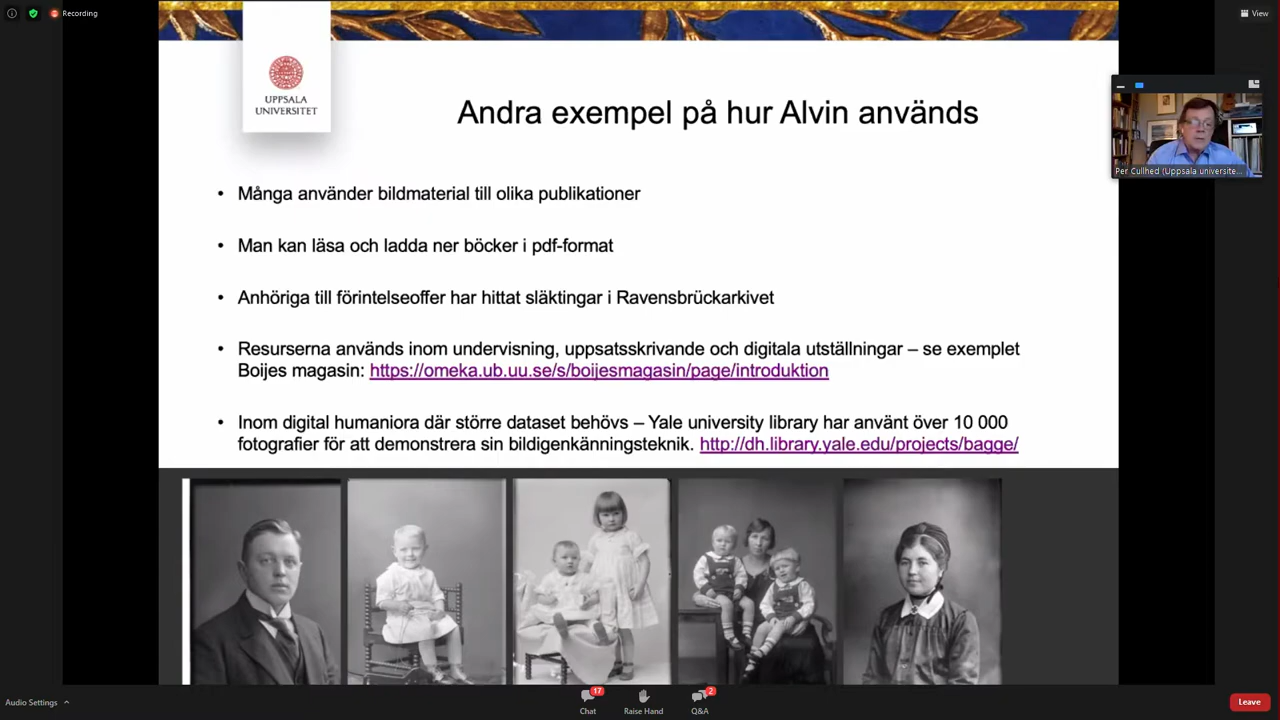 Recording
View
UPPSALA
UNIVERSITET
Andra exempel på hur Alvin används
• Många använder bildmaterial till olika publikationer
• Man kan läsa och ladda ner böcker i pdf-format
• Anhöriga till förintelseoffer har hittat släktingar i Ravensbrückarkivet
• Resurserna används inom undervisning, uppsatsskrivande och digitala utställningar – se exemplet
Boijes magasin: https://omeka.ub.uu.se/s/boijesmagasin/page/introduktion
• Inom digital humaniora där större dataset behövs – Yale university library har använt över 10 000
fotografier för att demonstrera sin bildigenkänningsteknik. http://dh.library.yale.edu/projects/bagge/
Per Cullhed (Uppsala universite...
Audio Settings
17
Chat
Raise Hand
2
Q&A
Leave